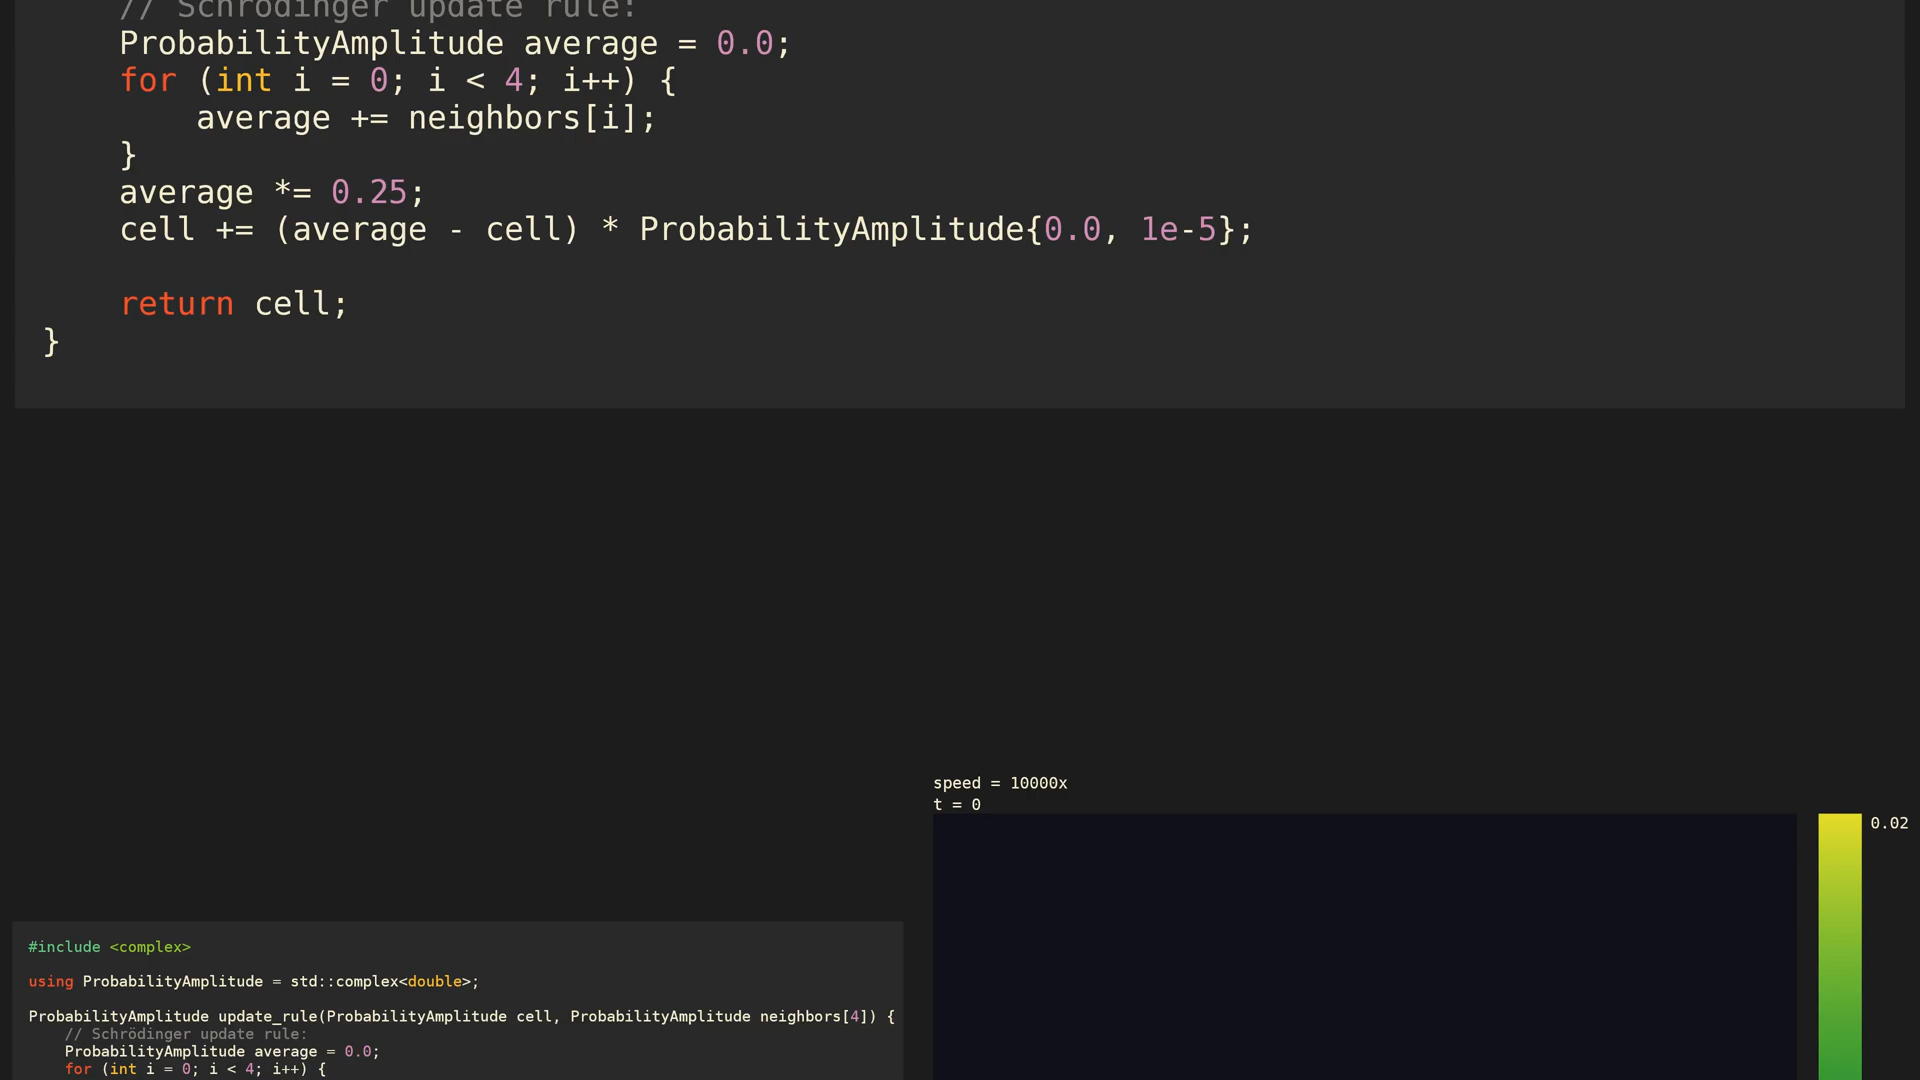 // Schrödinger update rule:
ProbabilityAmplitude average = 0.0;
for (int i = 0; i < 4; i++) {
average += neighbors[i];
}
average *= 0.25;
cell += (average - cell) * ProbabilityAmplitude{0.0, 1e-5};
return cell;
}
speed = 10000x
t = 0
0.02
#include <complex>
using ProbabilityAmplitude = std::complex<double>;
ProbabilityAmplitude update_rule(ProbabilityAmplitude cell, ProbabilityAmplitude neighbors[4]) {
// Schrödinger update rule:
ProbabilityAmplitude average = 0.0;
for (int i = 0; i < 4; i++) {